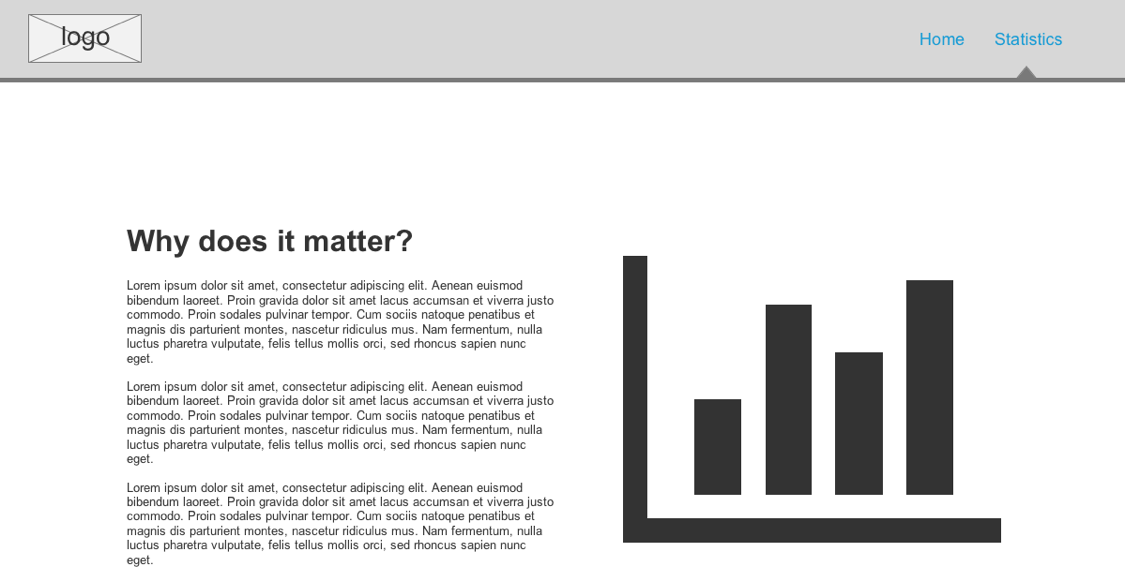 logo
Home Statistics
Why does it matter?
Lorem ipsum dolor sit amet, consectetur adipiscing elit. Aenean euismod
bibendum laoreet. Proin gravida dolor sit amet lacus accumsan et viverra justo
commodo. Proin sodales pulvinar tempor. Cum sociis natoque penatibus et
magnis dis parturient montes, nascetur ridiculus mus. Nam fermentum, nulla
luctus pharetra vulputate, felis tellus mollis orci, sed rhoncus sapien nunc
eget.
Lorem ipsum dolor sit amet, consectetur adipiscing elit. Aenean euismod
bibendum laoreet. Proin gravida dolor sit amet lacus accumsan et viverra justo
commodo. Proin sodales pulvinar tempor. Cum sociis natoque penatibus et
magnis dis parturient montes, nascetur ridiculus mus. Nam fermentum, nulla
luctus pharetra vulputate, felis tellus mollis orci, sed rhoncus sapien nunc
eget.
Lorem ipsum dolor sit amet, consectetur adipiscing elit. Aenean euismod
bibendum laoreet. Proin gravida dolor sit amet lacus accumsan et viverra justo
commodo. Proin sodales pulvinar tempor. Cum sociis natoque penatibus et
magnis dis parturient montes, nascetur ridiculus mus. Nam fermentum, nulla
luctus pharetra vulputate, felis tellus mollis orci, sed rhoncus sapien nunc
eget.